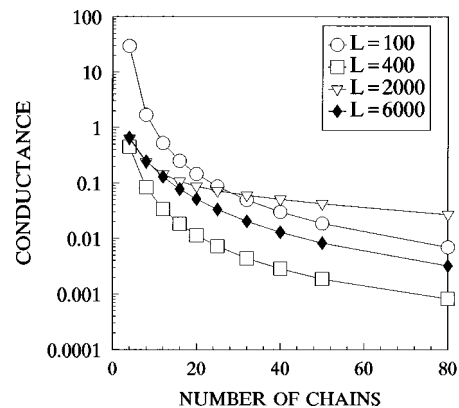 100
10
1
0.1
0.01
0.001
0.0001
CONDUCTANCE
L = 100
L = 400
L = 2000
L = 6000
0 20 40 60 80
NUMBER OF CHAINS